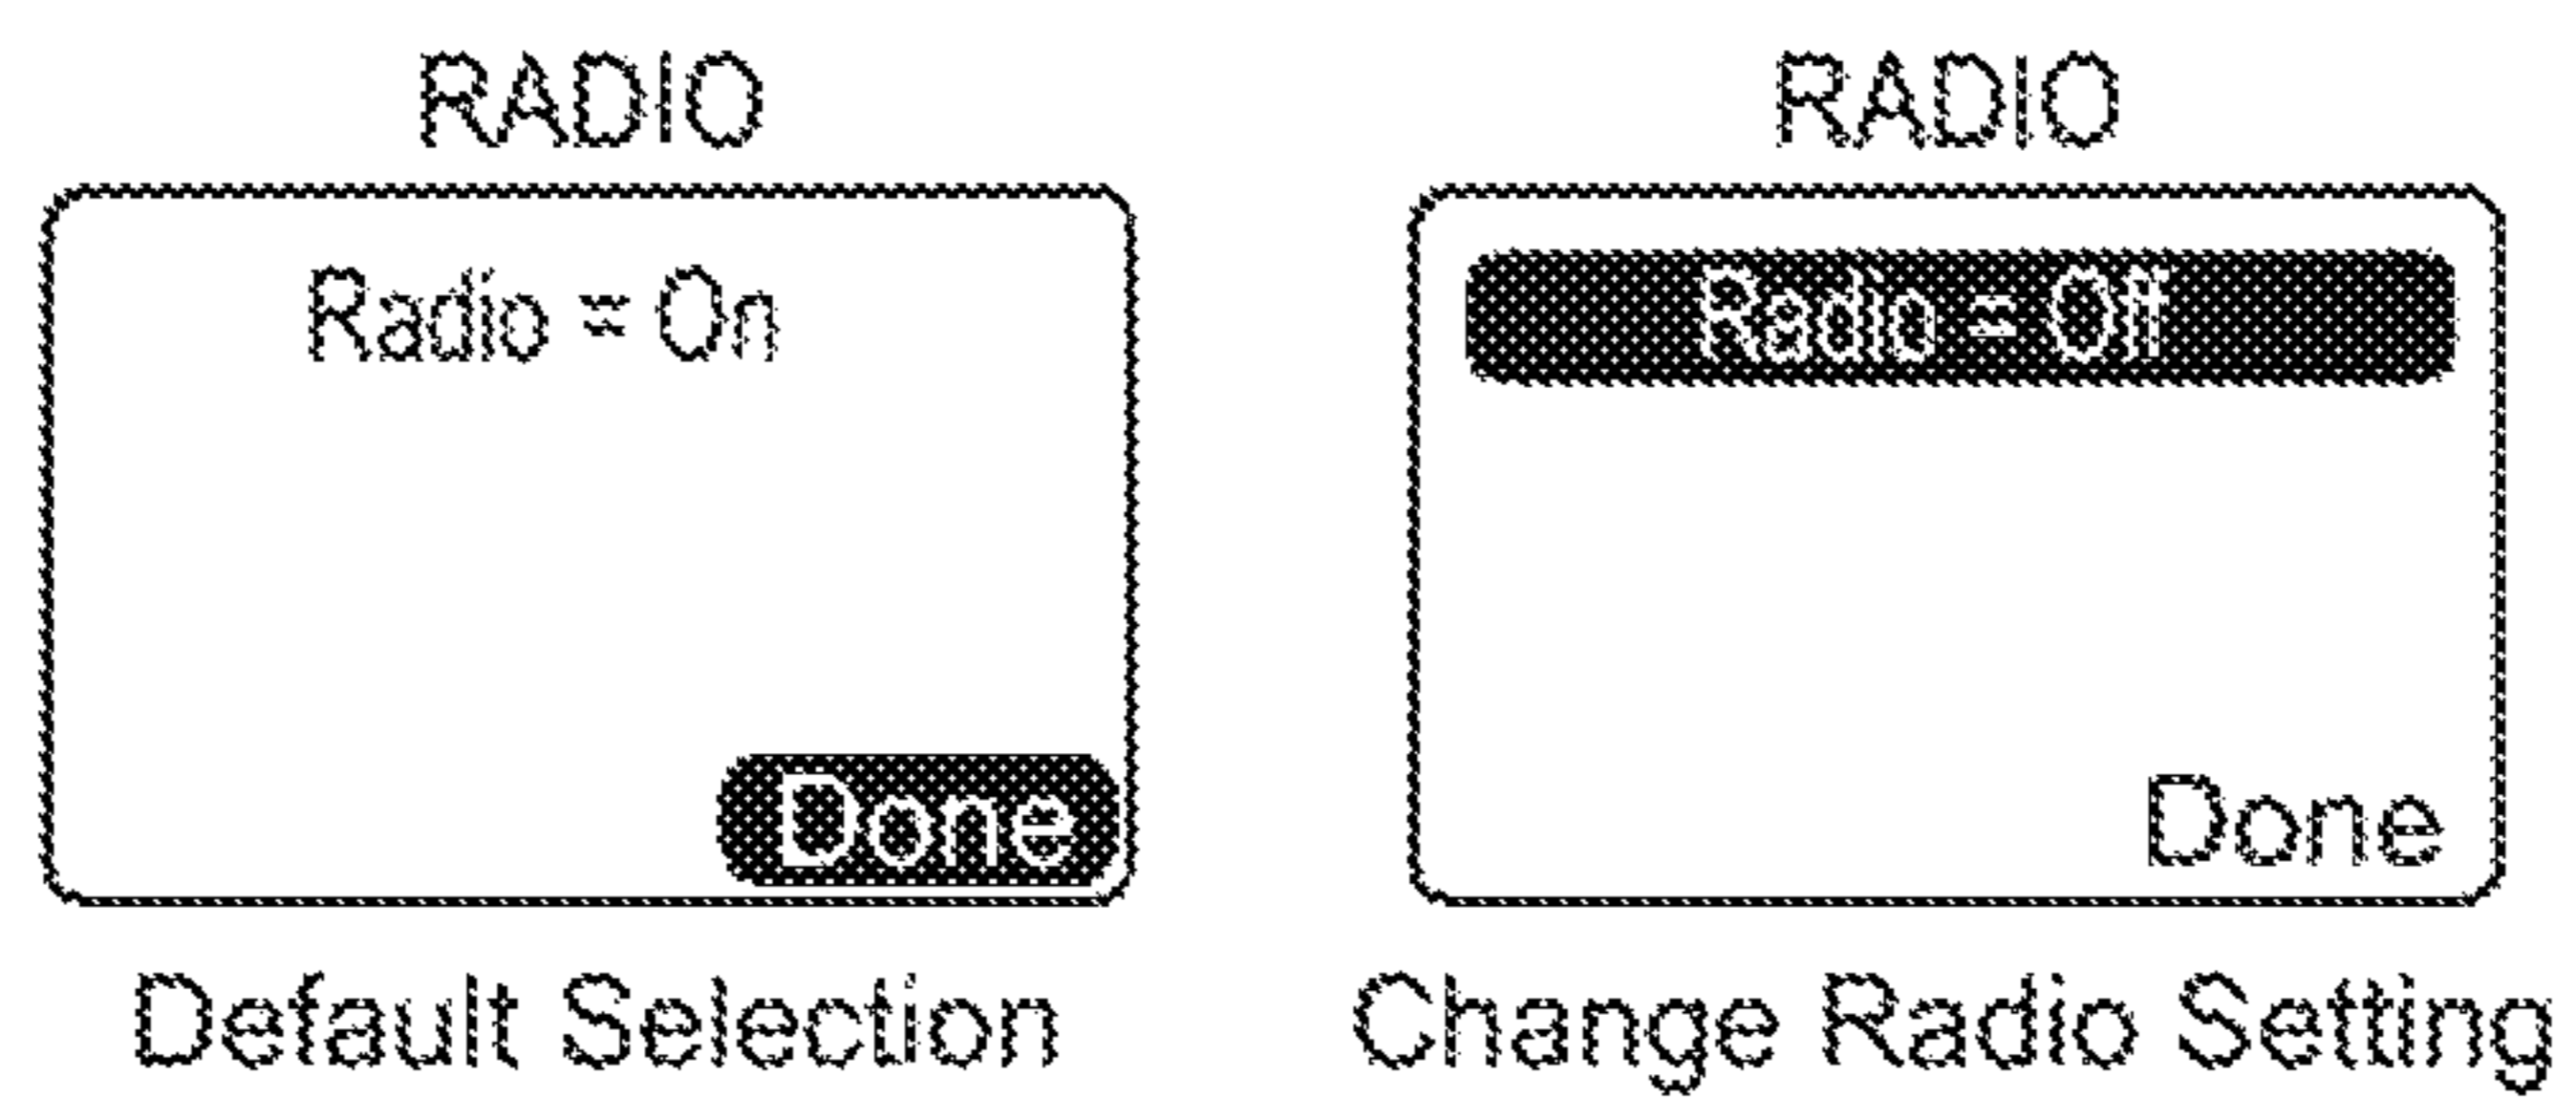 RADIO
Radio = On
Done
Default Selection
RADIO
Radio = Off
Done
Change Radio Setting